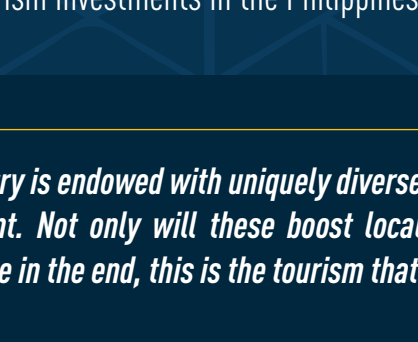 rism Investments in the Philippines
ry is endowed with uniquely diverse
nt. Not only will these boost loca
e in the end, this is the tourism that